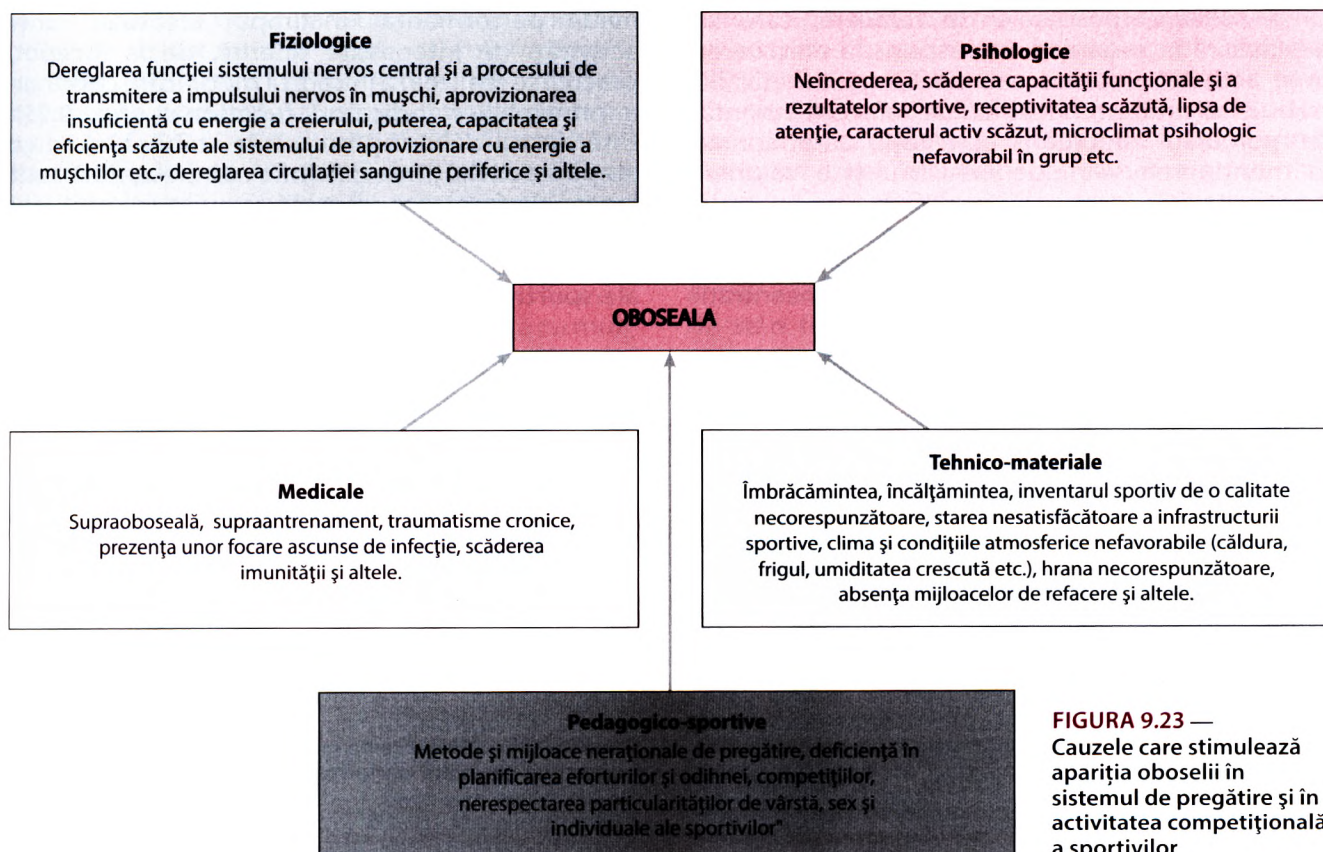 Fiziologice
Dereglarea funcţiei sistemului nervos central şi a procesului de
transmitere a impulsului nervos în muşchi, aprovizionarea
insuficientă cu energie a creierului, puterea, capacitatea şi
eficienţa scăzute ale sistemului de aprovizionare cu energie a
muşchilor etc., dereglarea circulaţiei sanguine periferice şi altele.
Psihologice
Neîncrederea, scăderea capacităţii funcţionale şi a
rezultatelor sportive, receptivitatea scăzută, lipsa de
atenţie, caracterul activ scăzut, microclimat psihologic
nefavorabil în grup etc.
OBOSEALA
Medicale
Supraoboseală, supraantrenament, traumatisme cronice,
prezenţa unor focare ascunse de infecţie, scăderea
imunităţii şi altele.
Tehnico-materiale
Îmbrăcămintea, încălţămintea, inventarul sportiv de o calitate
necorespunzătoare, starea nesatisfăcătoare a infrastructurii
sportive, clima şi condiţiile atmosferice nefavorabile (căldura,
frigul, umiditatea crescută etc.), hrana necorespunzătoare,
absenţa mijloacelor de refacere şi altele.
Pedagogico-sportive
Metode şi mijloace neraţionale de pregătire, deficienţă în
planificarea eforturilor şi odihnei, competiţiilor,
nerespectarea particularităţilor de vârstă, sex şi
individuale ale sportivilor"
FIGURA 9.23 —
Cauzele care stimulează
apariţia oboselii în
sistemul de pregătire şi în
activitatea competiţională
a sportivilor